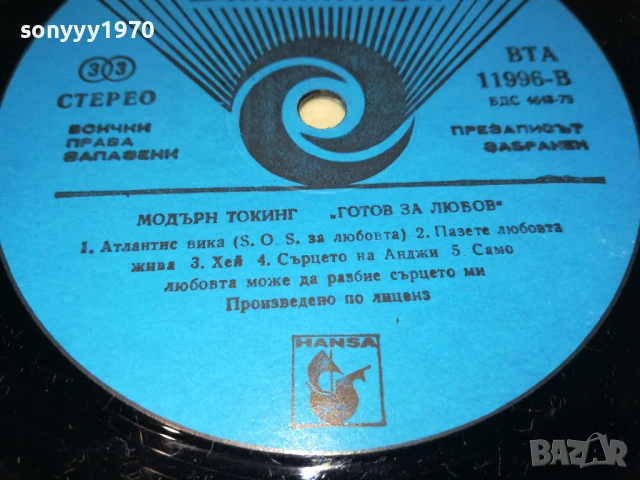 sonyyy1970
33
СТЕРЕО
ВСИЧКИ
ПРАВА
ЗАПАЗЕНИ
ВТА
11996-В
БДС 4648-79
ПРЕЗАПИСЪТ
ЗАБРАНЕН
МОДЪРН ТОКИНГ „ГОТОВ ЗА ЛЮБОВ"
1. Атлантис вика (S. O. S. за любовта) 2. Пазете любовта
жива 3. Хей 4. Сърцето на Анджи 5. Само
любовта може да разбие сърцето ми
Произведено по лиценз
HANSA
BAZAR
bg